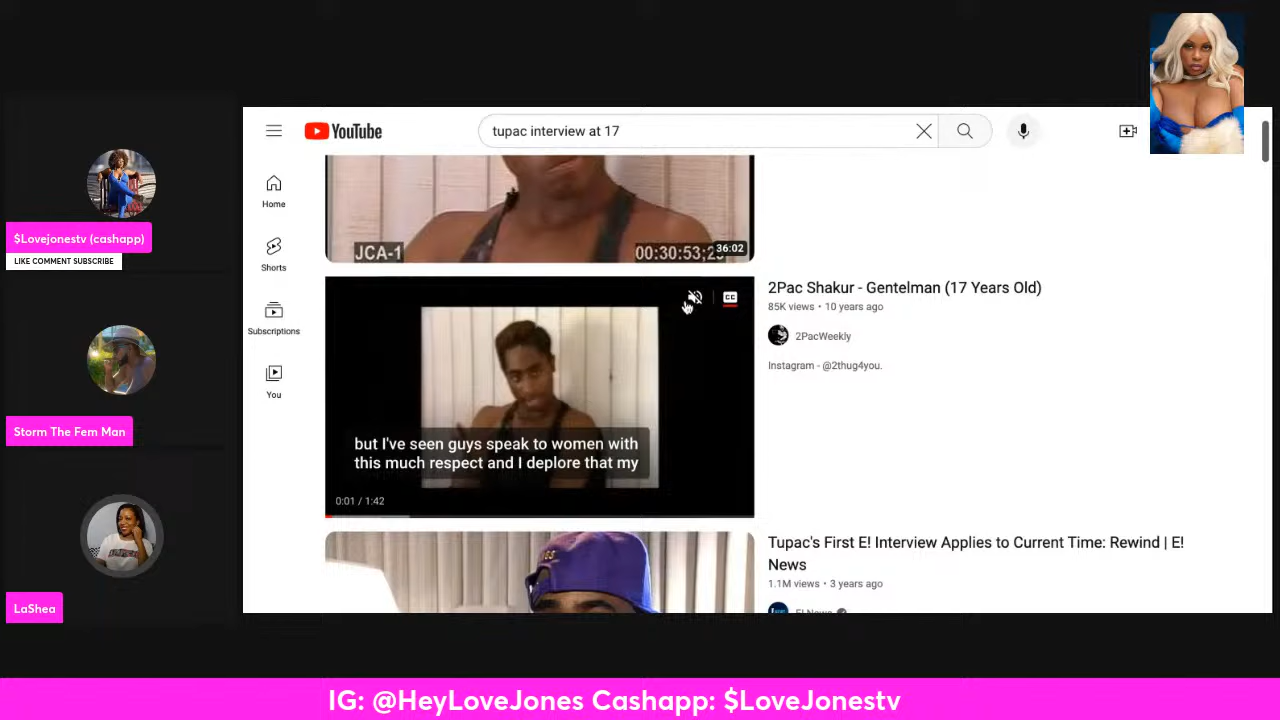 $Lovejonestv (cashapp)
LIKE COMMENT SUBSCRIBE
Storm The Fem Man
LaShea
YouTube
tupac interview at 17
Home
Shorts
Subscriptions
You
JCA-1
00:30:53;2
36:02
CC
but I've seen guys speak to women with
this much respect and I deplore that my
0:01 / 1:42
2Pac Shakur - Gentelman (17 Years Old)
85K views • 10 years ago
2PacWeekly
Instagram - @2thug4you.
Tupac's First E! Interview Applies to Current Time: Rewind | E!
News
1.1M views • 3 years ago
E! News
IG: @HeyLoveJones Cashapp: $LoveJonestv